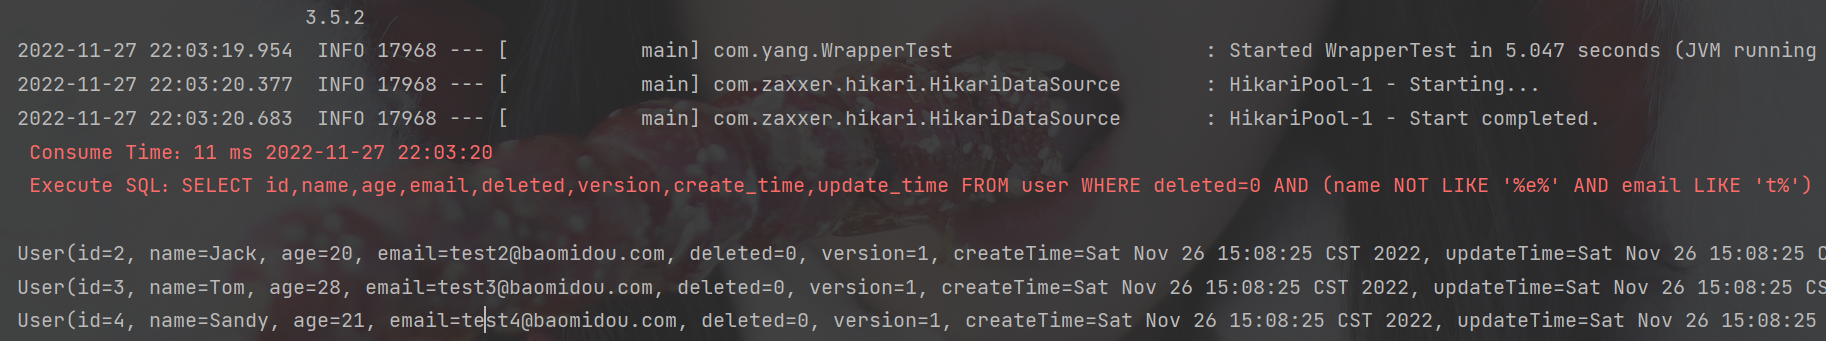 3.5.2
2022-11-27 22:03:19.954  INFO 17968 --- [           main] com.yang.WrapperTest                     : Started WrapperTest in 5.047 seconds (JVM running
2022-11-27 22:03:20.377  INFO 17968 --- [           main] com.zaxxer.hikari.HikariDataSource       : HikariPool-1 - Starting...
2022-11-27 22:03:20.683  INFO 17968 --- [           main] com.zaxxer.hikari.HikariDataSource       : HikariPool-1 - Start completed.
Consume Time：11 ms 2022-11-27 22:03:20
Execute SQL：SELECT id,name,age,email,deleted,version,create_time,update_time FROM user WHERE deleted=0 AND (name NOT LIKE '%e%' AND email LIKE 't%')
User(id=2, name=Jack, age=20, email=test2@baomidou.com, deleted=0, version=1, createTime=Sat Nov 26 15:08:25 CST 2022, updateTime=Sat Nov 26 15:08:25 C
User(id=3, name=Tom, age=28, email=test3@baomidou.com, deleted=0, version=1, createTime=Sat Nov 26 15:08:25 CST 2022, updateTime=Sat Nov 26 15:08:25 CS
User(id=4, name=Sandy, age=21, email=test4@baomidou.com, deleted=0, version=1, createTime=Sat Nov 26 15:08:25 CST 2022, updateTime=Sat Nov 26 15:08:25